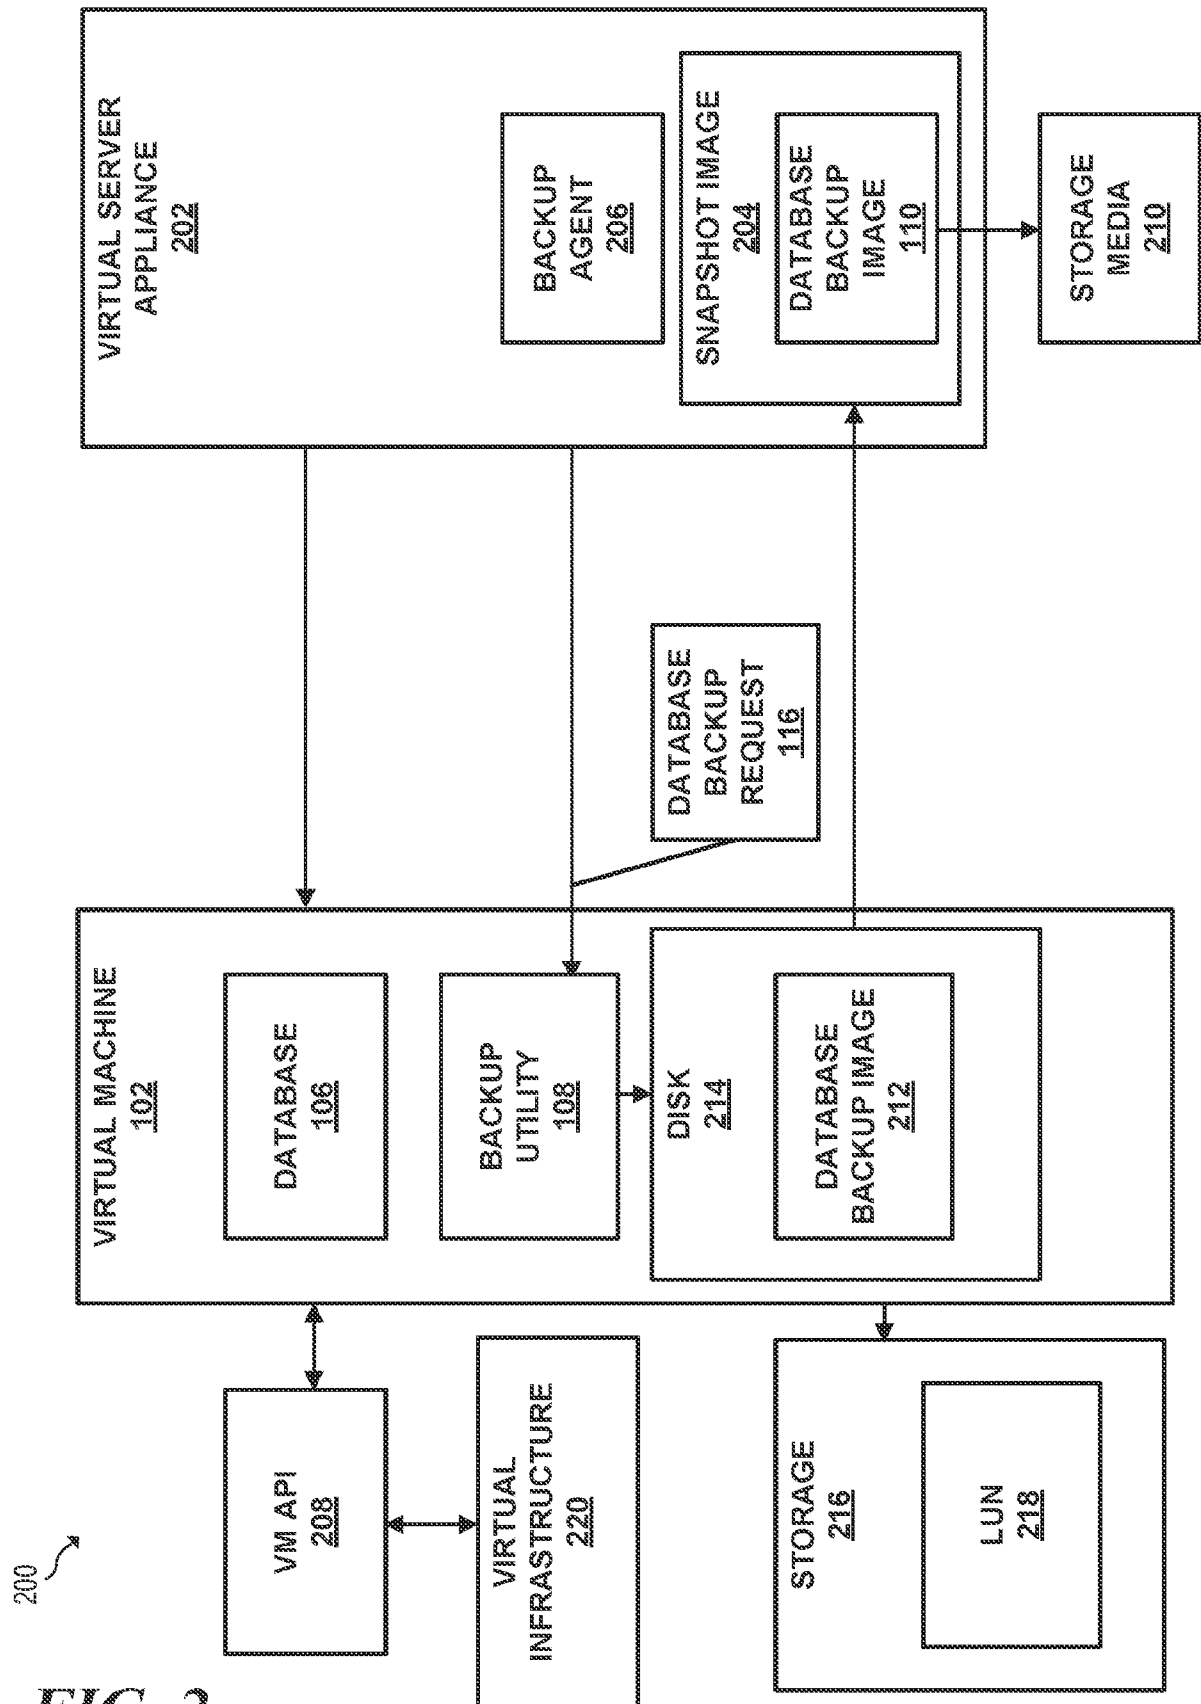 200
VM API
208
VIRTUAL
INFRASTRUCTURE
220
STORAGE
216
LUN
218
VIRTUAL MACHINE
102
DATABASE
106
BACKUP
UTILITY
108
DISK
214
DATABASE
BACKUP IMAGE
212
DATABASE
BACKUP
REQUEST
116
VIRTUAL SERVER
APPLIANCE
202
BACKUP
AGENT
206
SNAPSHOT IMAGE
204
DATABASE
BACKUP
IMAGE
110
STORAGE
MEDIA
210
FIG. 2